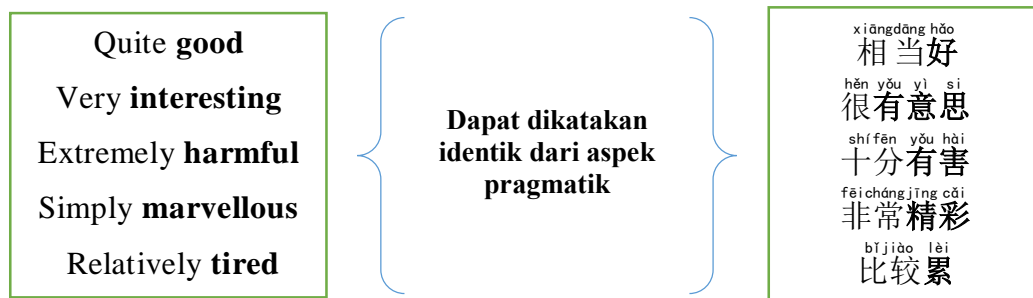 Quite good
Very interesting
Extremely harmful
Simply marvellous
Relatively tired
Dapat dikatakan
identik dari aspek
pragmatik
xiāngdāng hǎo
相当好
hěn yǒu yì si
很有意思
shífēn yǒu hài
十分有害
fēichángjīng cǎi
非常精彩
bǐjiào lèi
比较累